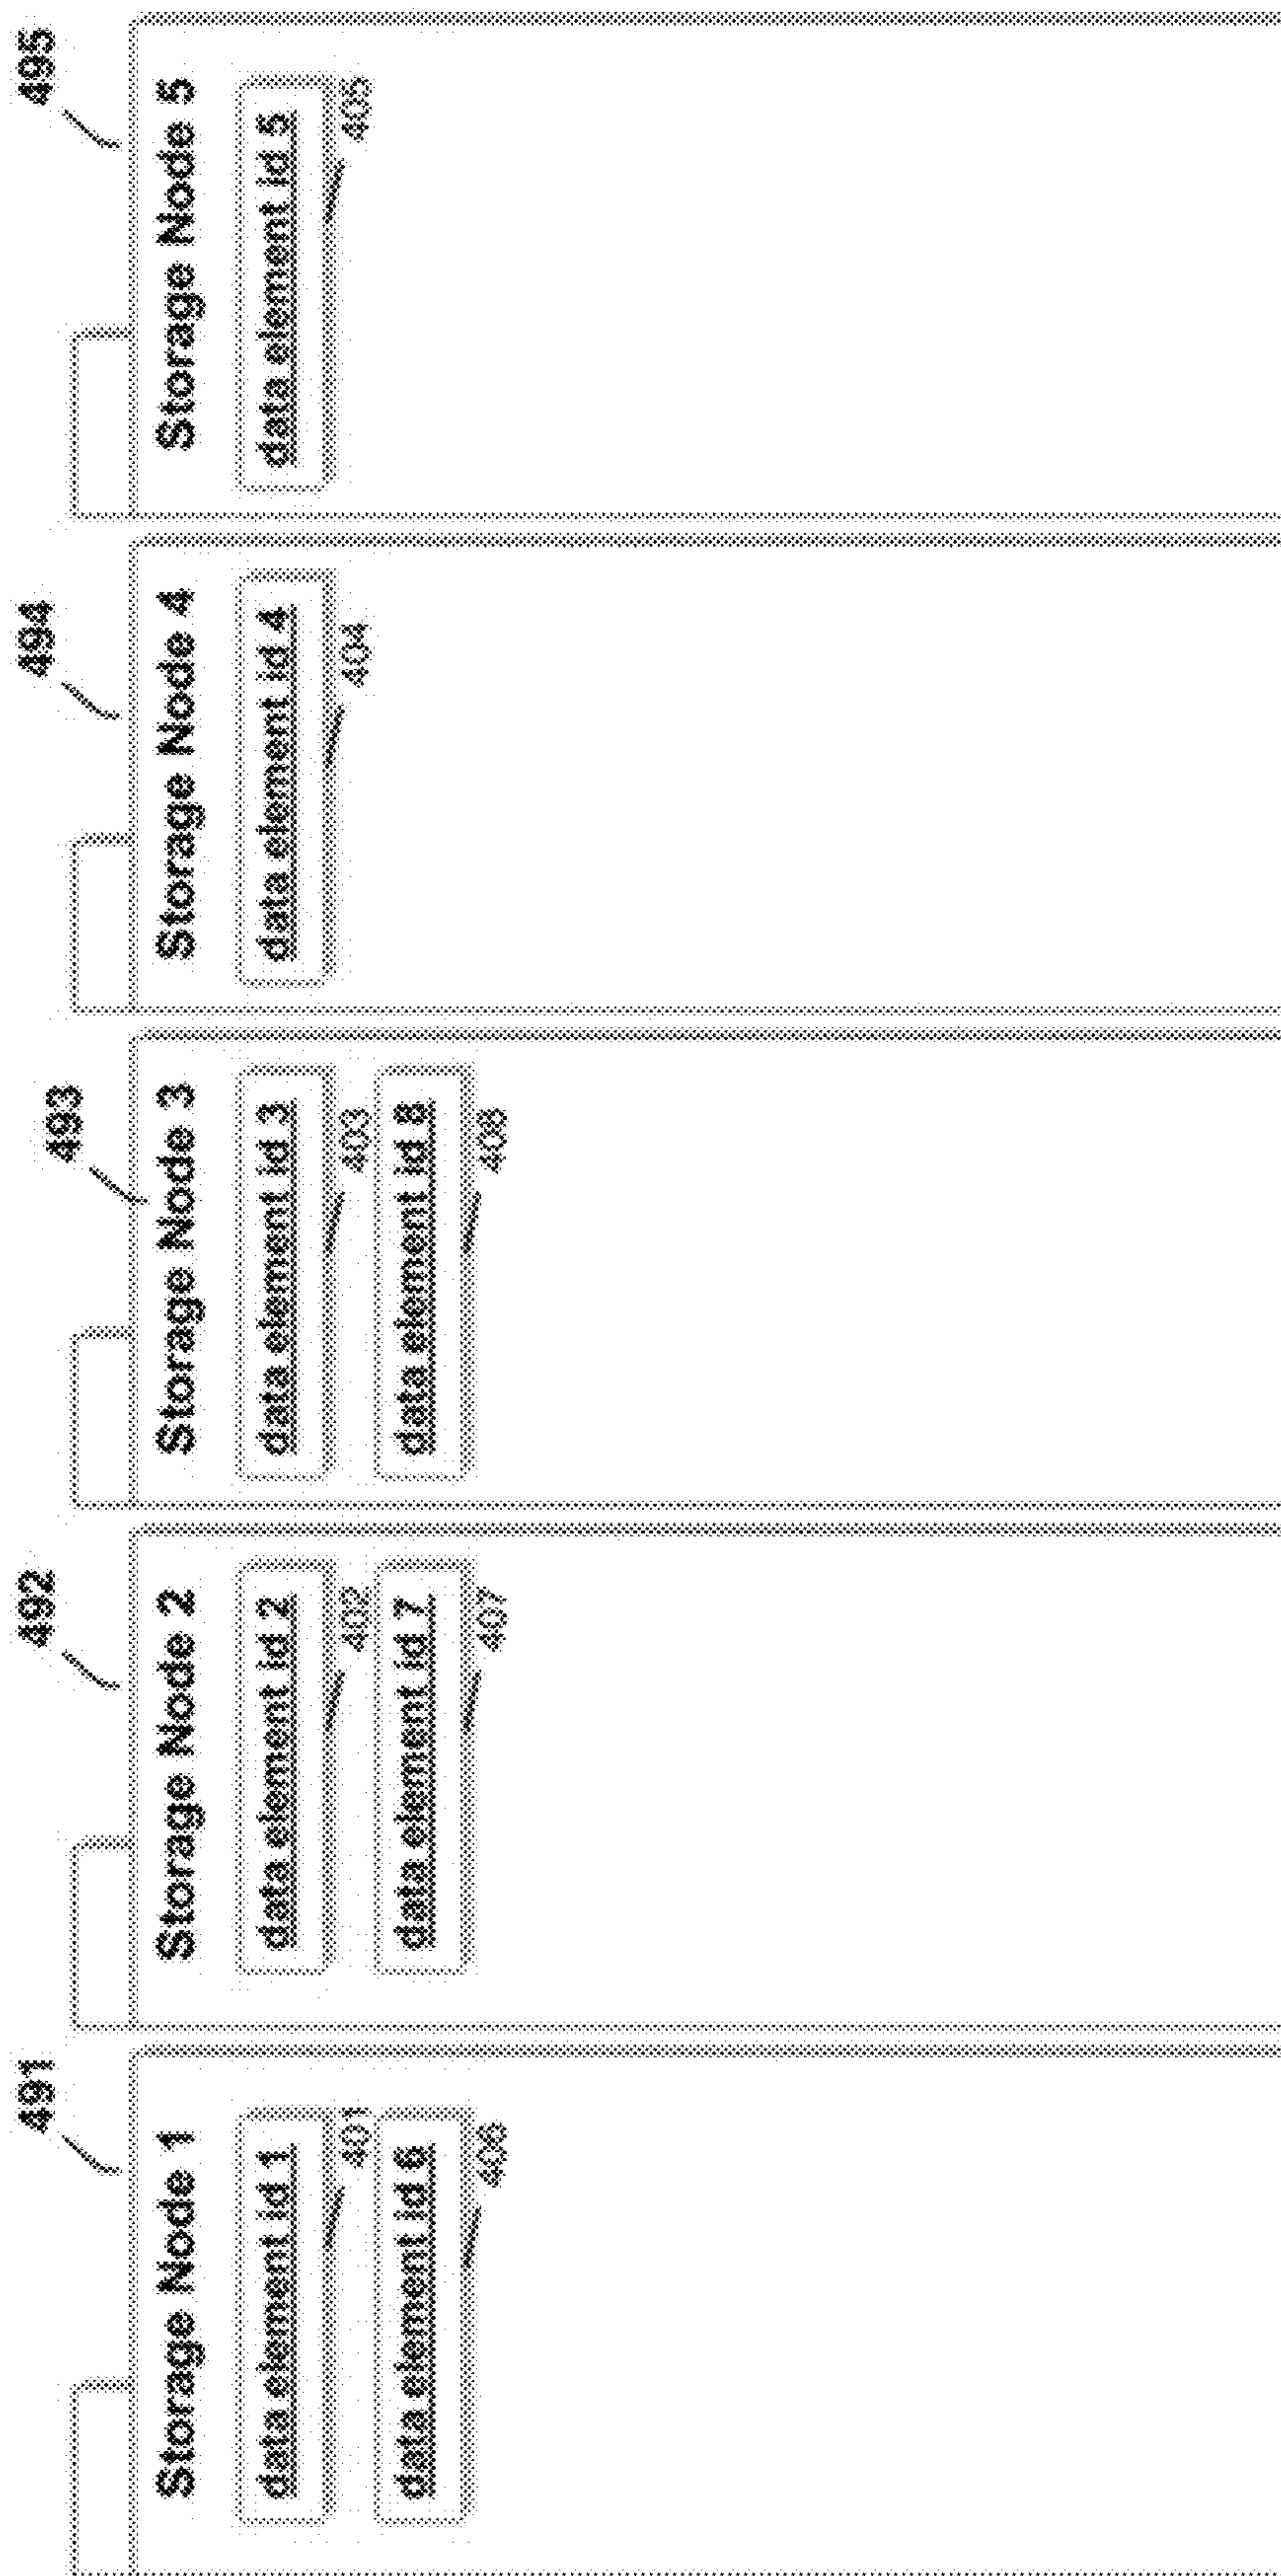 491
492
493
494
495
Storage Node 1
Storage Node 2
Storage Node 3
Storage Node 4
Storage Node 5
data element id 1
data element id 2
data element id 3
data element id 4
data element id 5
401
402
403
404
405
data element id 6
data element id 7
data element id 8
406
407
408